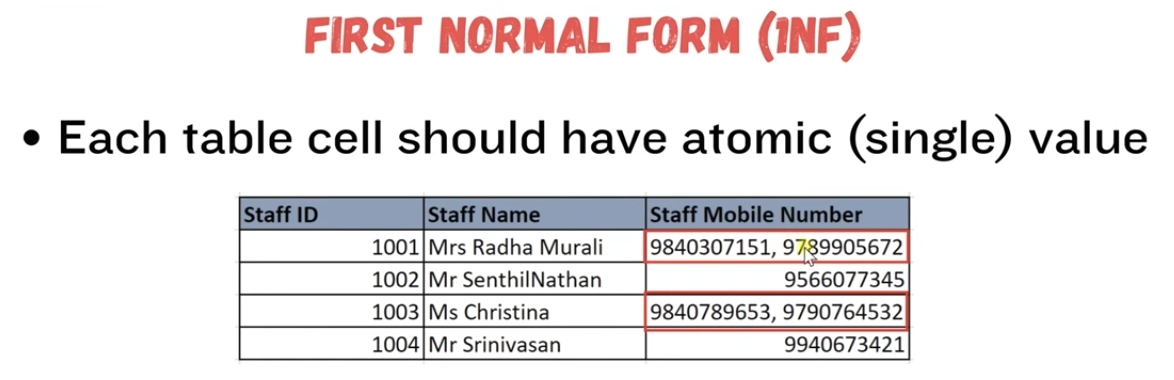 FIRST NORMAL FORM (1NF)
• Each table cell should have atomic (single) value
Staff ID Staff Name Staff Mobile Number
1001 Mrs Radha Murali 9840307151, 9789905672
1002 Mr SenthilNathan 9566077345
1003 Ms Christina 9840789653, 9790764532
1004 Mr Srinivasan 9940673421